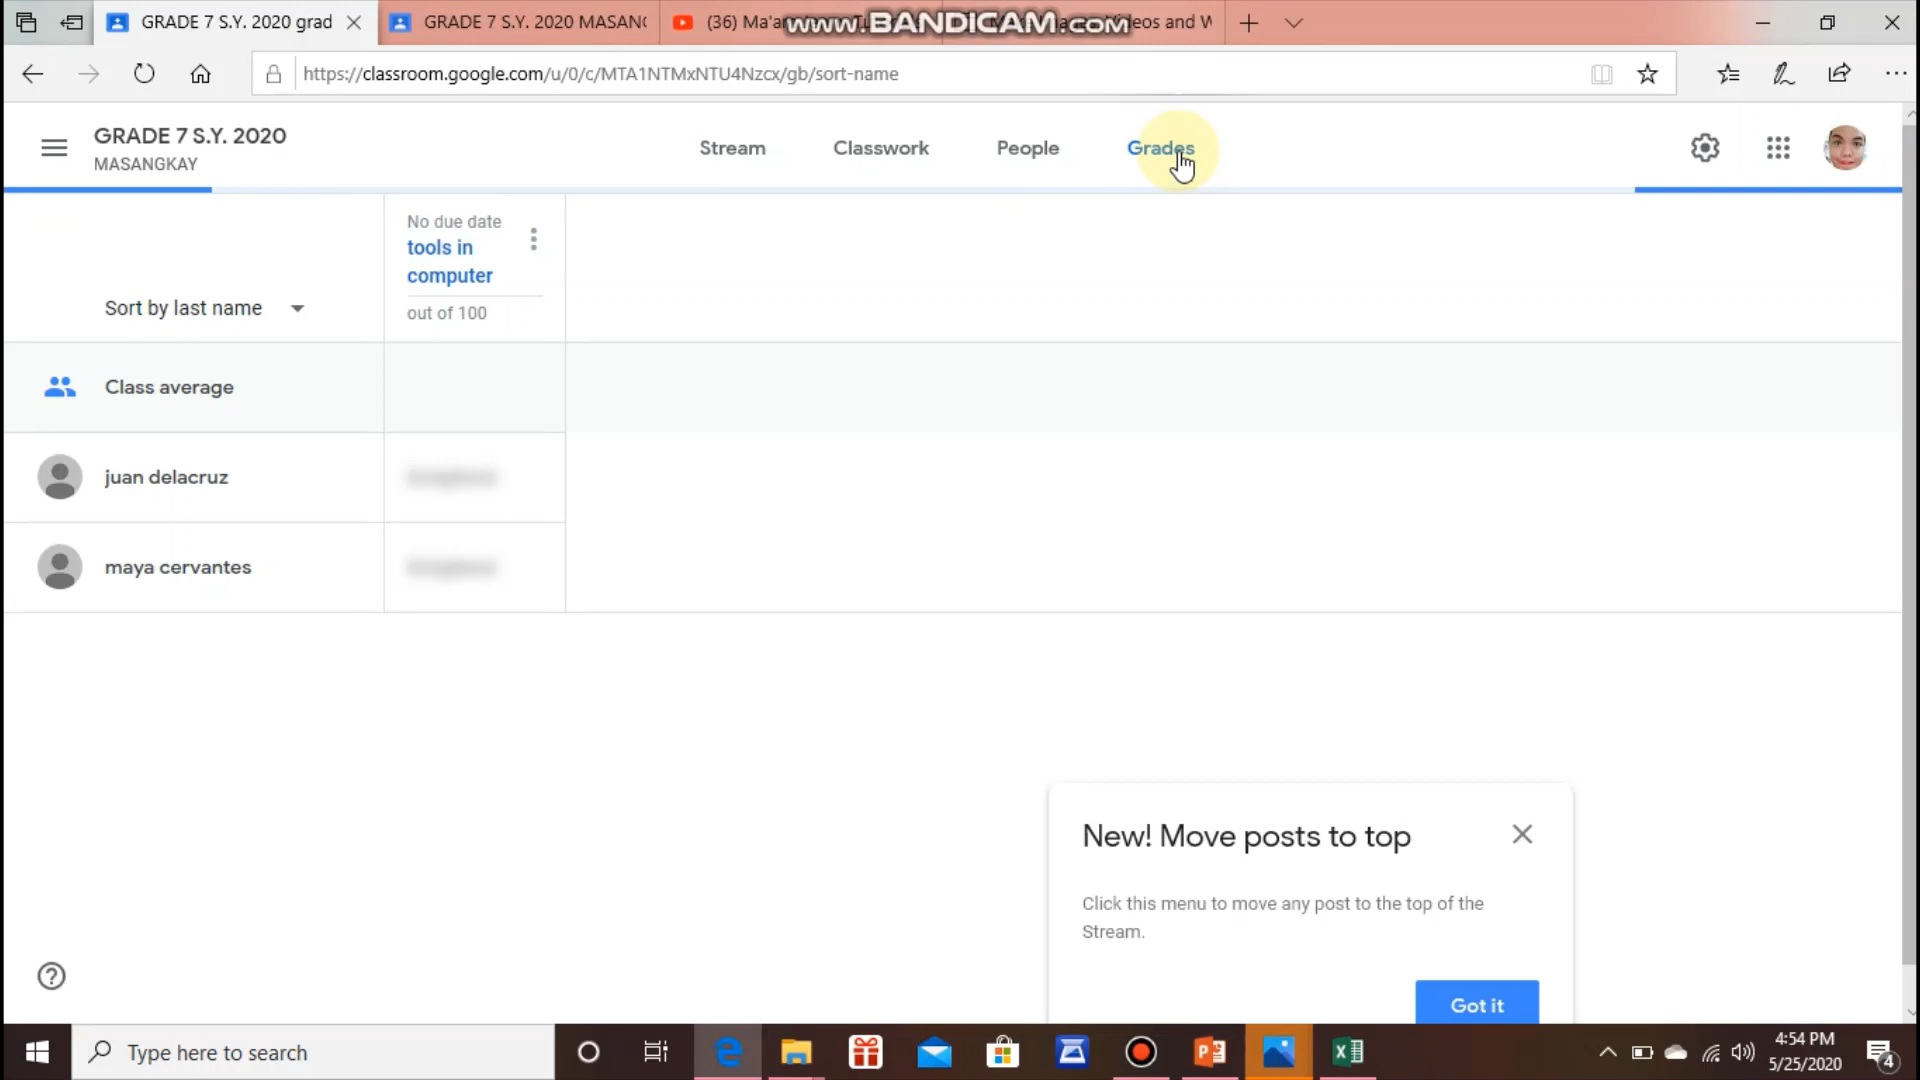 GRADE 7 S.Y. 2020 grad
GRADE 7 S.Y. 2020 MASANG
(36) Ma'am
www.BANDICAM.com
Videos and W
https://classroom.google.com/u/0/c/MTA1NTMxNTU4Nzcx/gb/sort-name
GRADE 7 S.Y. 2020
MASANGKAY
Stream
Classwork
People
Grades
No due date
tools in
computer
out of 100
Sort by last name
Class average
juan delacruz
maya cervantes
New! Move posts to top
Click this menu to move any post to the top of the
Stream.
Got it
Type here to search
4:54 PM
5/25/2020
4